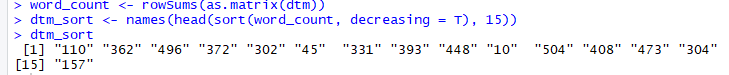 > word_count <- rowSums(as.matrix(dtm))
> dtm_sort <- names(head(sort(word_count, decreasing = T), 15))
> dtm_sort
 [1] "110" "362" "496" "372" "302" "45"  "331" "393" "448" "10"  "504" "408" "473" "304"
[15] "157"